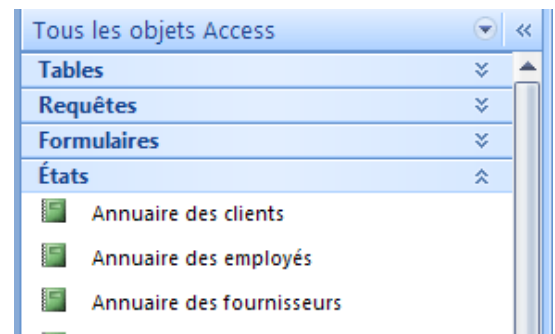 Tous les objets Access
Tables
Requêtes
Formulaires
États
Annuaire des clients
Annuaire des employés
Annuaire des fournisseurs